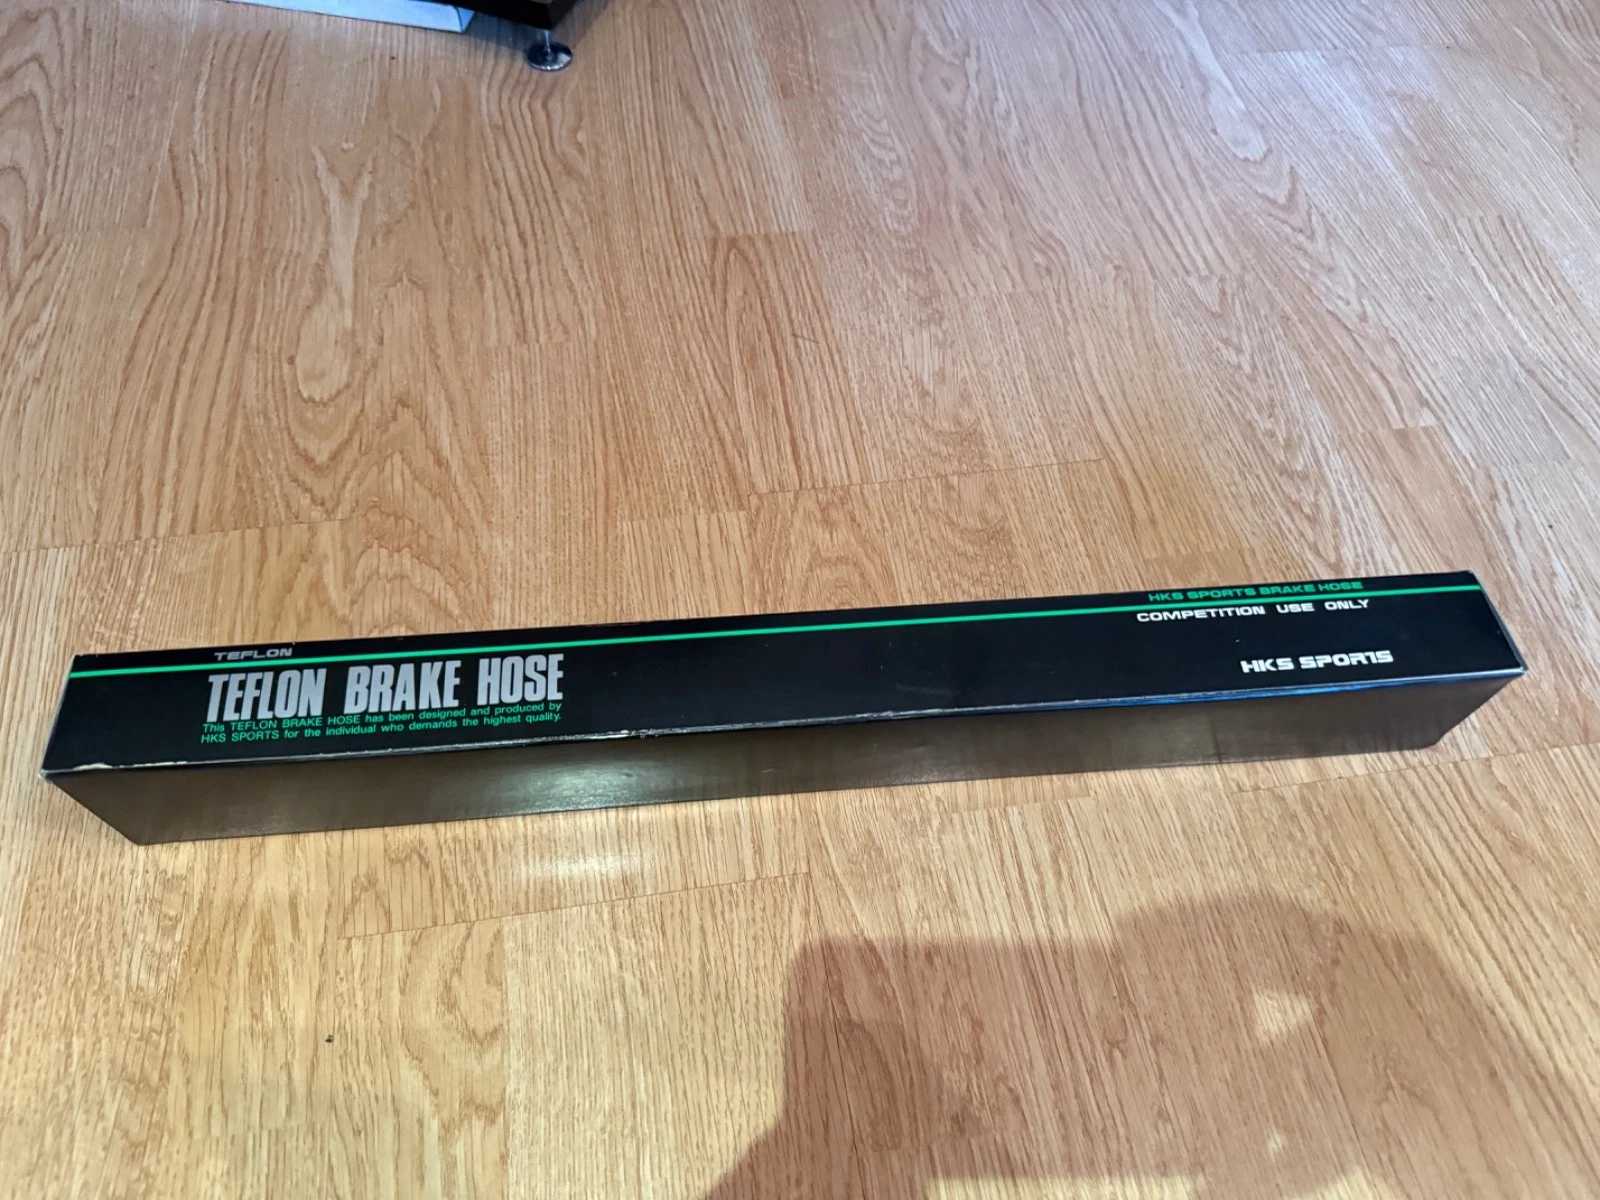 TEFLON
TEFLON BRAKE HOSE
This TEFLON BRAKE HOSE has been designed and produced by
HKS SPORTS for the individual who demands the highest quality.
HKS SPORTS BRAKE HOSE
COMPETITION USE ONLY
HKS SPORTS